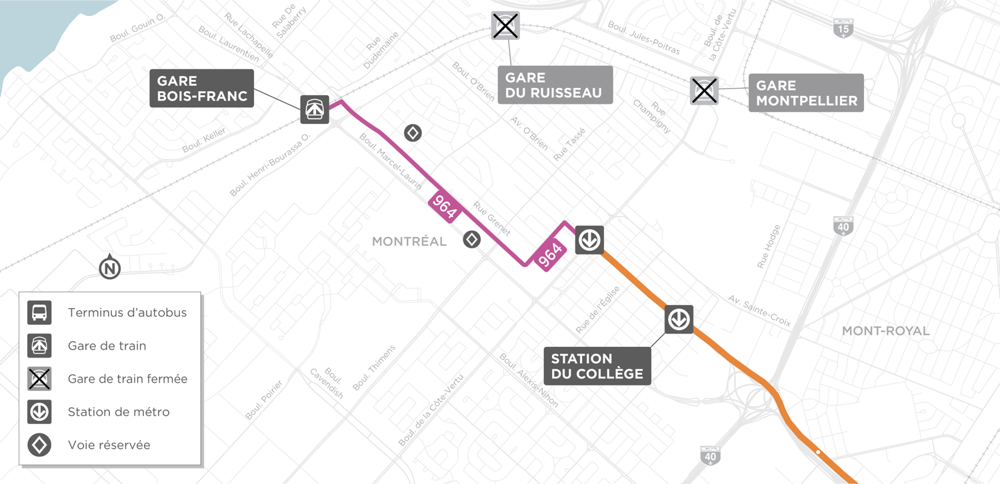 Boul. Gouin O.
Rue Lachapelle
Rue De
Salaberry
Boul. Laurentien
Rue
Dudemaine
Boul. Jules-Poitras
Boul. de
la Côte-Vertu
15
GARE
BOIS-FRANC
GARE
DU RUISSEAU
GARE
MONTPELLIER
Boul. O'Brien
Rue
Champigny
Av. O'Brien
Rue Tassé
Boul. Keller
Boul. Henri-Bourassa O.
Boul. Marcel-Laurin
964
Rue Grenet
MONTRÉAL
964
40
Rue Hodge
N
Av. Sainte-Croix
Rue de l'Église
MONT-ROYAL
STATION
DU COLLÈGE
Boul. Thimens
Boul.
Cavendish
Boul. Poirier
Boul. de la Côte-Vertu
Boul. Alexis-Nihon
40
Terminus d'autobus
Gare de train
Gare de train fermée
Station de métro
Voie réservée